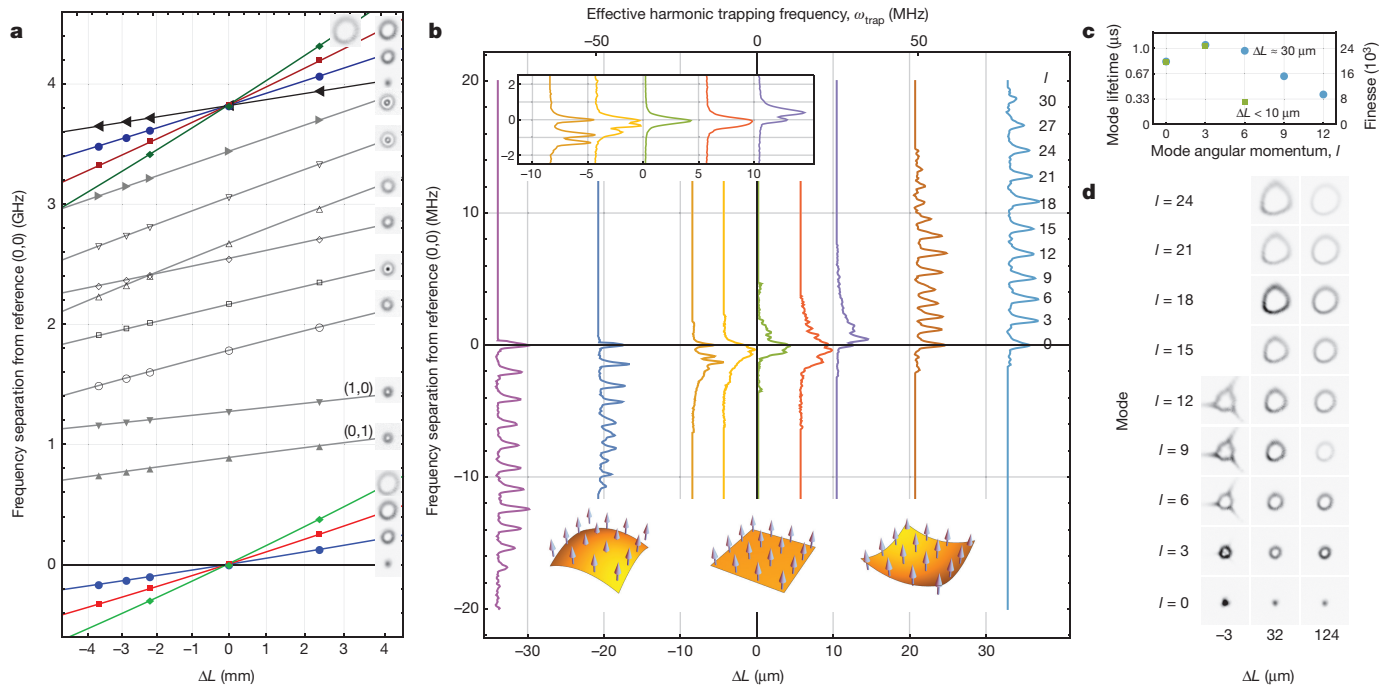 a
Frequency separation from reference (0,0) (GHz)
4
3
2
1
0
(1,0)
(0,1)
−4 −3 −2 −1 0 1 2 3 4
ΔL (mm)
b
Effective harmonic trapping frequency, ωtrap (MHz)
−50 0 50
Frequency separation from reference (0,0) (MHz)
20
10
0
−10
−20
2
0
−2
−10 −5 0 5 10
l
30
27
24
21
18
15
12
9
6
3
0
−30 −20 −10 0 10 20 30
ΔL (μm)
c
Mode lifetime (μs)
1.0
0.67
0.33
ΔL ≈ 30 μm
ΔL < 10 μm
24
16
8
0
Finesse (10³)
0 3 6 9 12
Mode angular momentum, l
d
Mode
l = 24
l = 21
l = 18
l = 15
l = 12
l = 9
l = 6
l = 3
l = 0
−3 32 124
ΔL (μm)